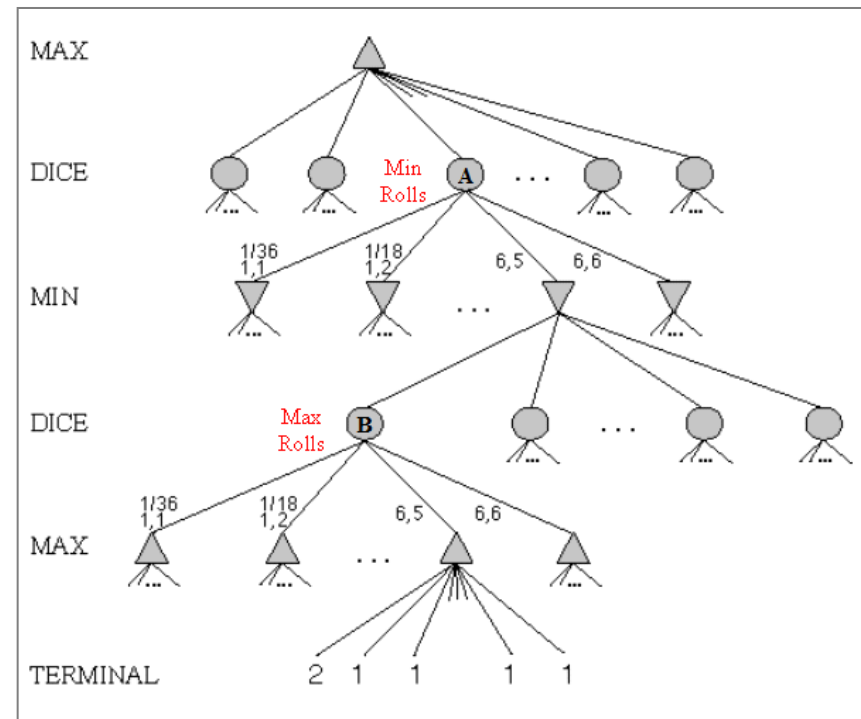 MAX
DICE
Min
Rolls
A
...
... ... ... ... ...
1/36
1,1
1/18
1,2
6,5
6,6
MIN
...
... ... ...
DICE
Max
Rolls
B
...
... ... ...
1/36
1,1
1/18
1,2
6,5
6,6
MAX
...
... ... ...
TERMINAL
2 1 1 1 1